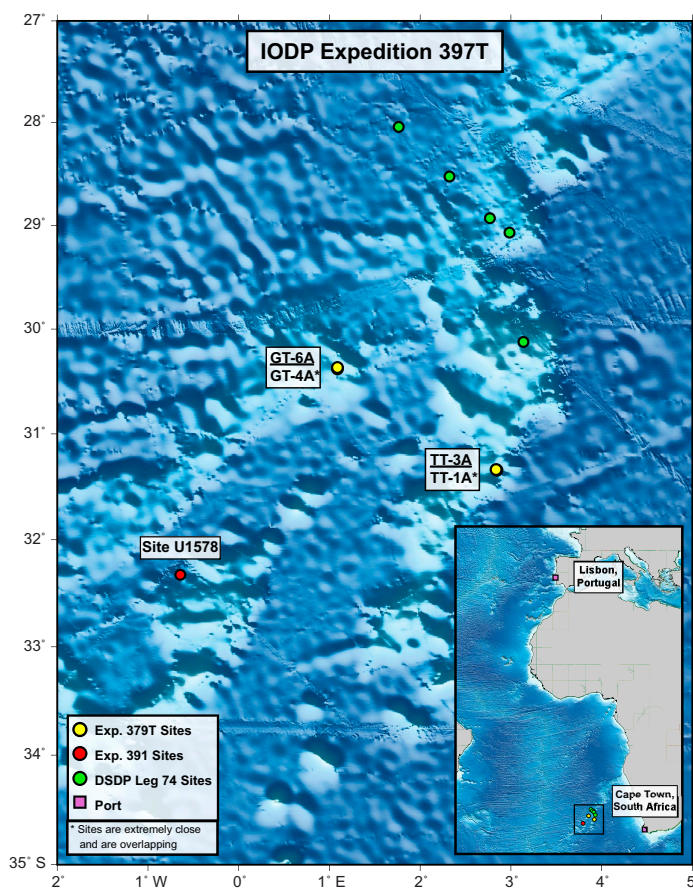 IODP Expedition 397T
27°
28°
29°
30°
31°
32°
33°
34°
35° S
GT-6A
GT-4A*
TT-3A
TT-1A*
Site U1578
Lisbon,
Portugal
Cape Town,
South Africa
Exp. 379T Sites
Exp. 391 Sites
DSDP Leg 74 Sites
Port
* Sites are extremely close
and are overlapping
2° 1° W 0° 1° E 2° 3° 4° 5